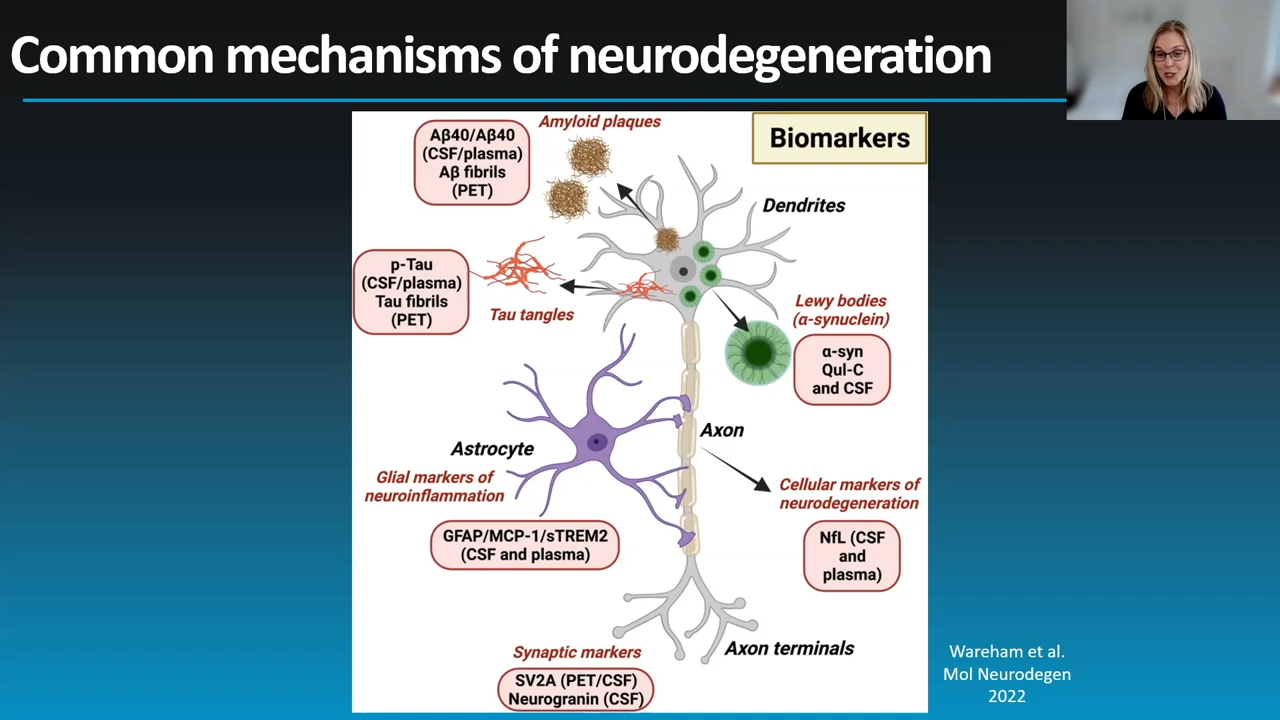 Common mechanisms of neurodegeneration
Biomarkers
Amyloid plaques
Aβ40/Aβ40
(CSF/plasma)
Aβ fibrils
(PET)
Dendrites
p-Tau
(CSF/plasma)
Tau fibrils
(PET)
Tau tangles
Lewy bodies
(α-synuclein)
α-syn
Qul-C
and CSF
Astrocyte
Axon
Glial markers of
neuroinflammation
GFAP/MCP-1/sTREM2
(CSF and plasma)
Cellular markers of
neurodegeneration
NfL (CSF
and
plasma)
Axon terminals
Synaptic markers
SV2A (PET/CSF)
Neurogranin (CSF)
Wareham et al.
Mol Neurodegen
2022